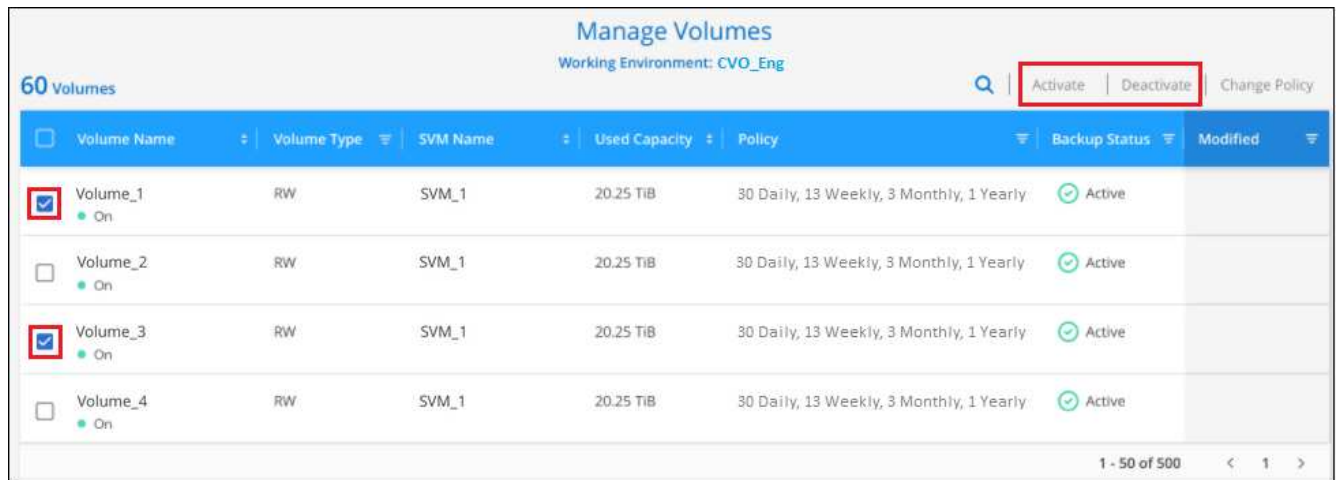 Manage Volumes
Working Environment: CVO_Eng
60 Volumes
Activate Deactivate Change Policy
Volume Name Volume Type SVM Name Used Capacity Policy Backup Status Modified
Volume_1 RW SVM_1 20.25 TiB 30 Daily, 13 Weekly, 3 Monthly, 1 Yearly Active
On
Volume_2 RW SVM_1 20.25 TiB 30 Daily, 13 Weekly, 3 Monthly, 1 Yearly Active
On
Volume_3 RW SVM_1 20.25 TiB 30 Daily, 13 Weekly, 3 Monthly, 1 Yearly Active
On
Volume_4 RW SVM_1 20.25 TiB 30 Daily, 13 Weekly, 3 Monthly, 1 Yearly Active
On
1 - 50 of 500 < 1 >